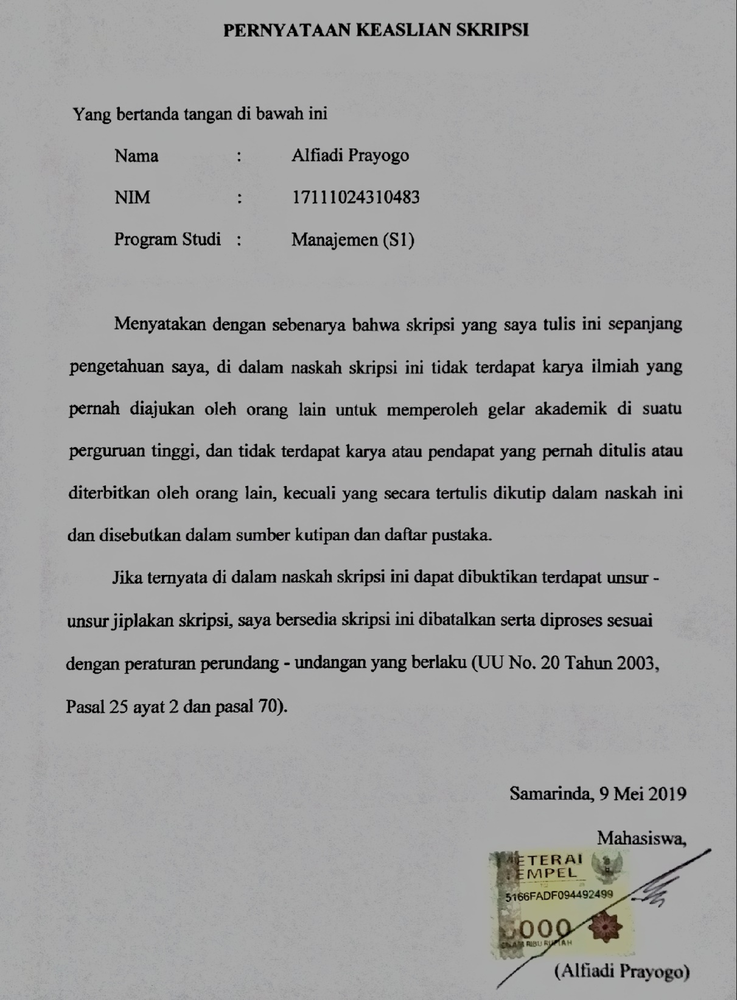 PERNYATAAN KEASLIAN SKRIPSI
Yang bertanda tangan di bawah ini
Nama : Alfiadi Prayogo
NIM : 17111024310483
Program Studi : Manajemen (S1)
Menyatakan dengan sebenarya bahwa skripsi yang saya tulis ini sepanjang
pengetahuan saya, di dalam naskah skripsi ini tidak terdapat karya ilmiah yang
pernah diajukan oleh orang lain untuk memperoleh gelar akademik di suatu
perguruan tinggi, dan tidak terdapat karya atau pendapat yang pernah ditulis atau
diterbitkan oleh orang lain, kecuali yang secara tertulis dikutip dalam naskah ini
dan disebutkan dalam sumber kutipan dan daftar pustaka.
Jika ternyata di dalam naskah skripsi ini dapat dibuktikan terdapat unsur -
unsur jiplakan skripsi, saya bersedia skripsi ini dibatalkan serta diproses sesuai
dengan peraturan perundang - undangan yang berlaku (UU No. 20 Tahun 2003,
Pasal 25 ayat 2 dan pasal 70).
Samarinda, 9 Mei 2019
Mahasiswa,
METERAI
TEMPEL
5166FADF094492499
6000
ENAM RIBU RUPIAH
(Alfiadi Prayogo)